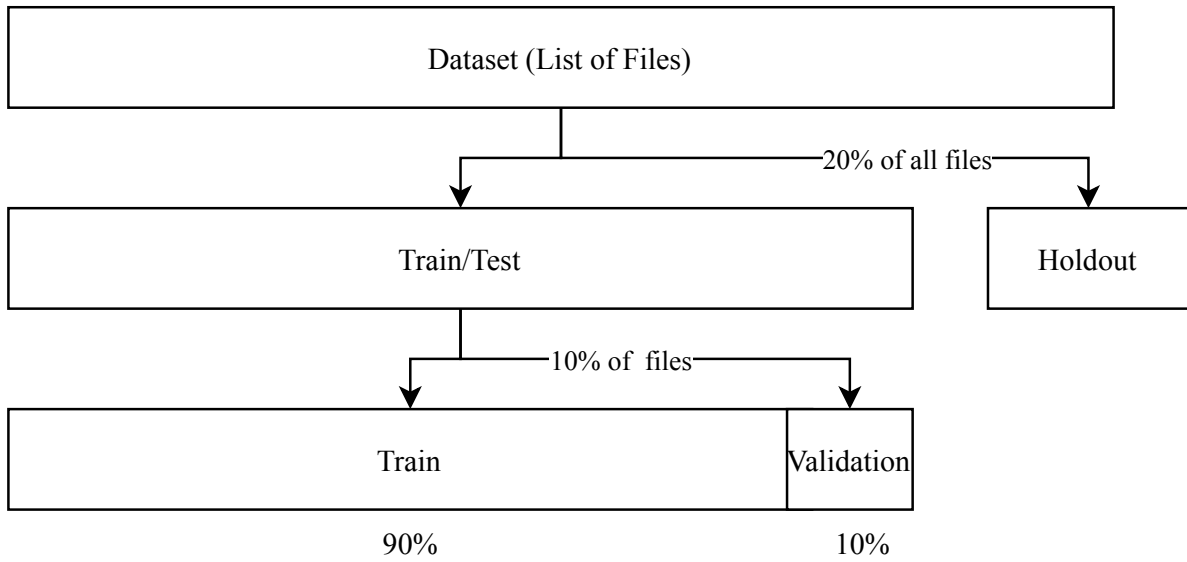 Dataset (List of Files)
20% of all files
Train/Test
Holdout
10% of  files
Train
Validation
90%
10%